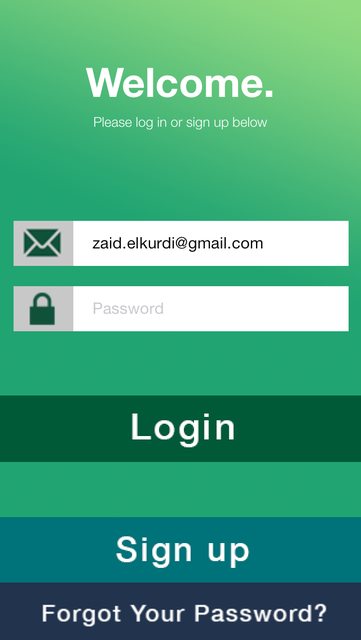 Welcome.
Please log in or sign up below
zaid.elkurdi@gmail.com
Password
Login
Sign up
Forgot Your Password?